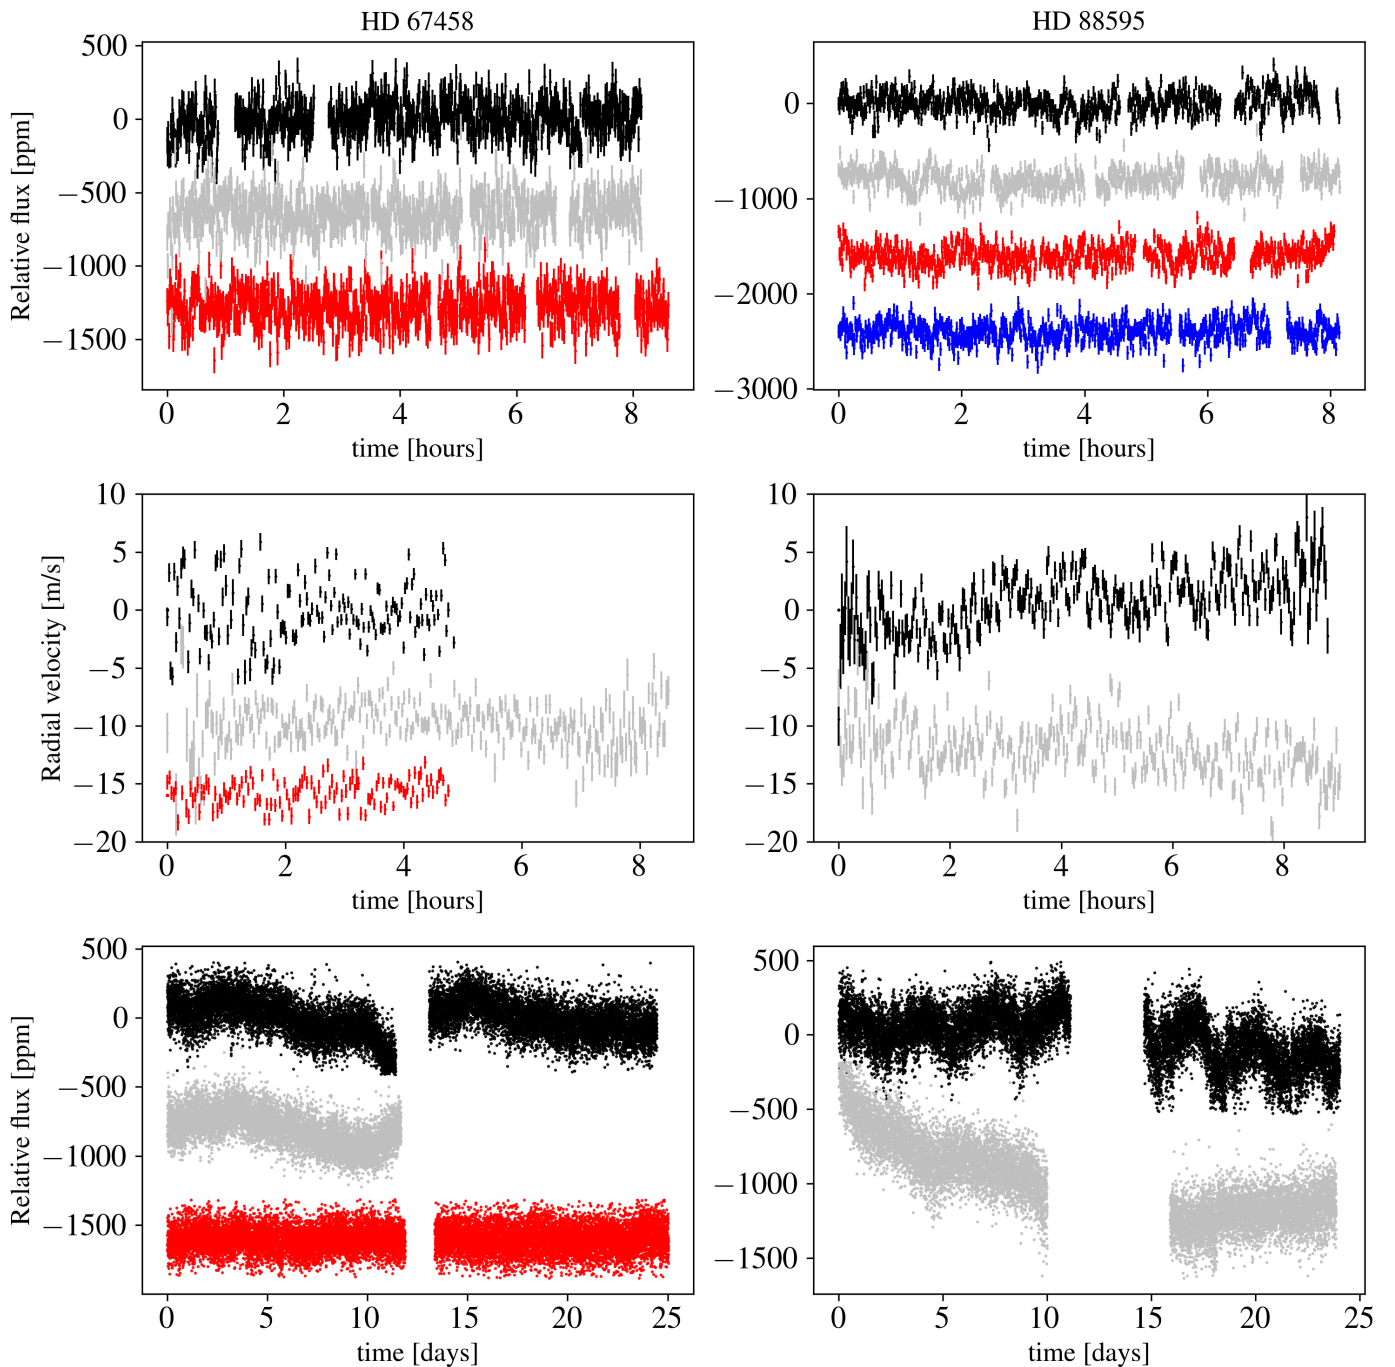 HD 67458
HD 88595
500
0
−500
−1000
−1500
Relative flux [ppm]
0 2 4 6 8
time [hours]
0
−1000
−2000
−3000
0 2 4 6 8
time [hours]
10
5
0
−5
−10
−15
−20
Radial velocity [m/s]
0 2 4 6 8
time [hours]
10
5
0
−5
−10
−15
−20
0 2 4 6 8
time [hours]
500
0
−500
−1000
−1500
Relative flux [ppm]
0 5 10 15 20 25
time [days]
500
0
−500
−1000
−1500
0 5 10 15 20 25
time [days]